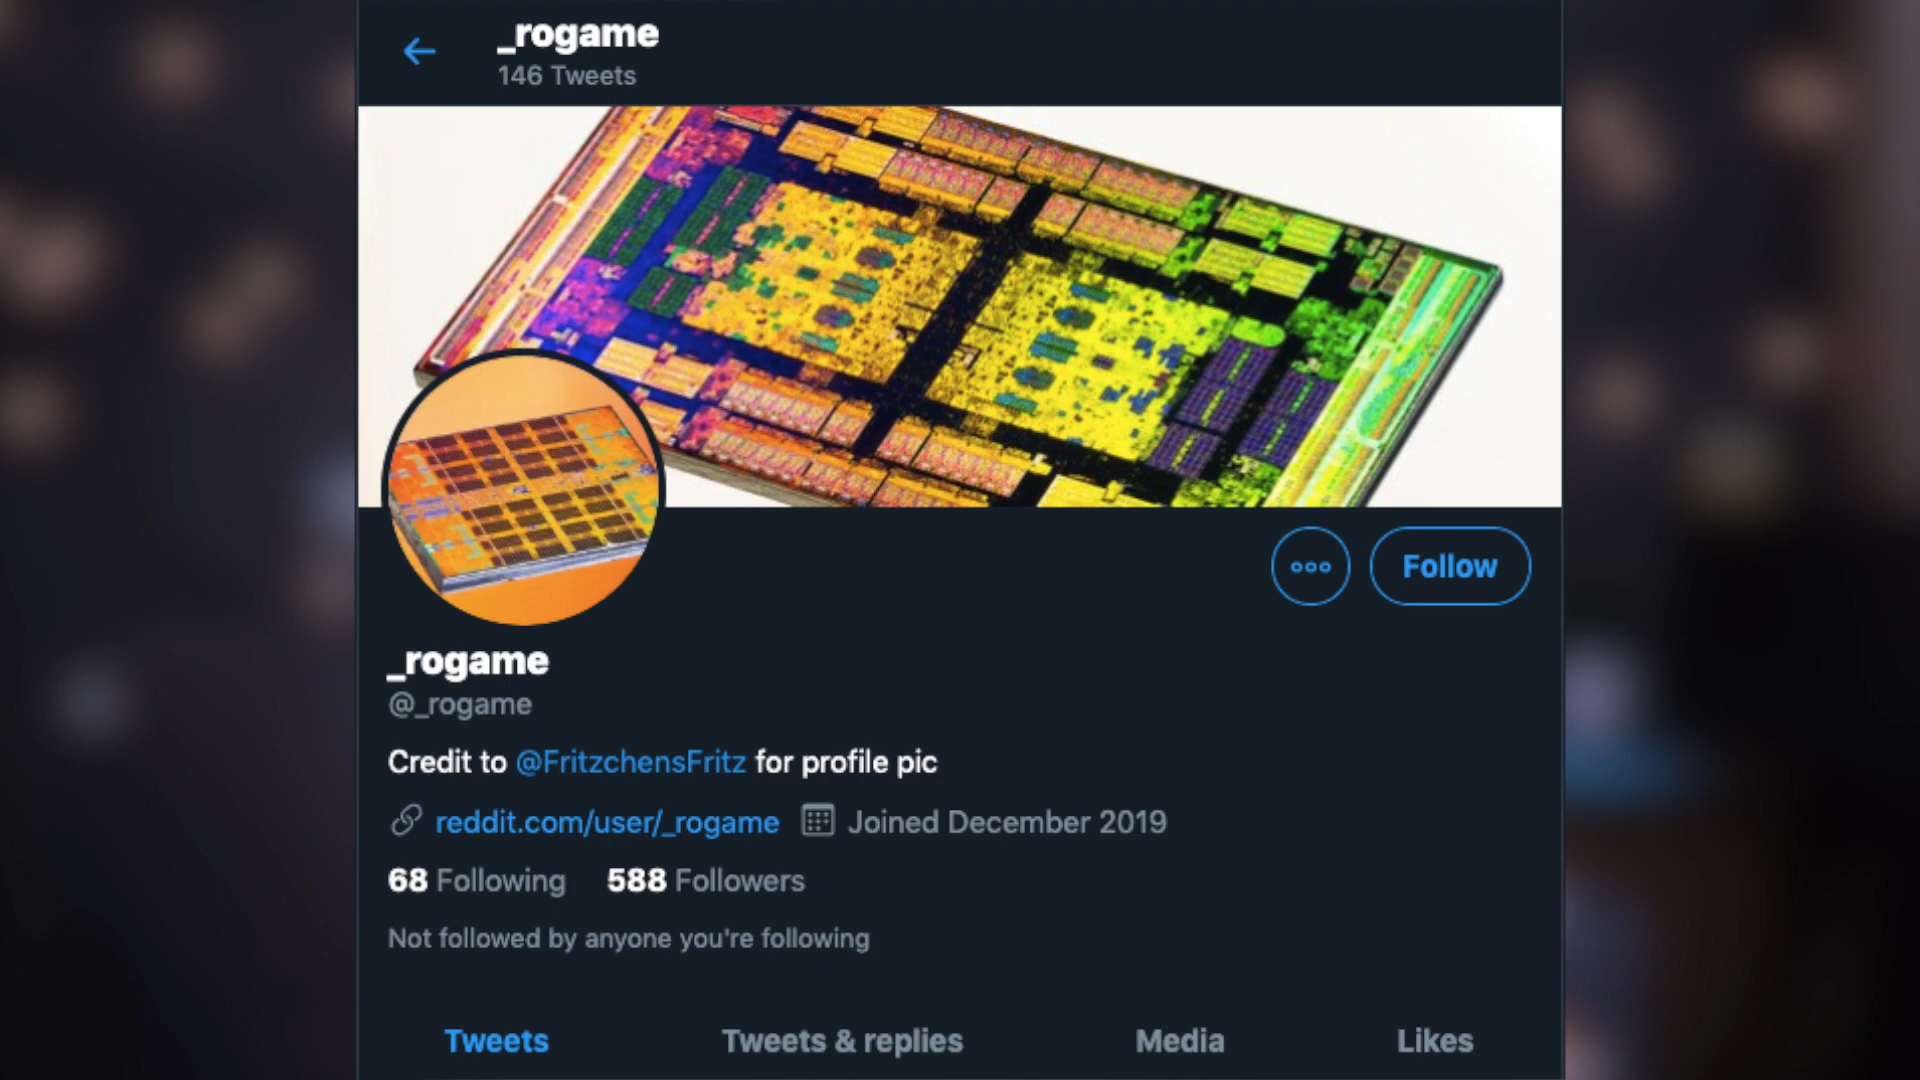 _rogame
146 Tweets
Follow
_rogame
@_rogame
Credit to @FritzchensFritz for profile pic
reddit.com/user/_rogame Joined December 2019
68 Following 588 Followers
Not followed by anyone you're following
Tweets Tweets & replies Media Likes